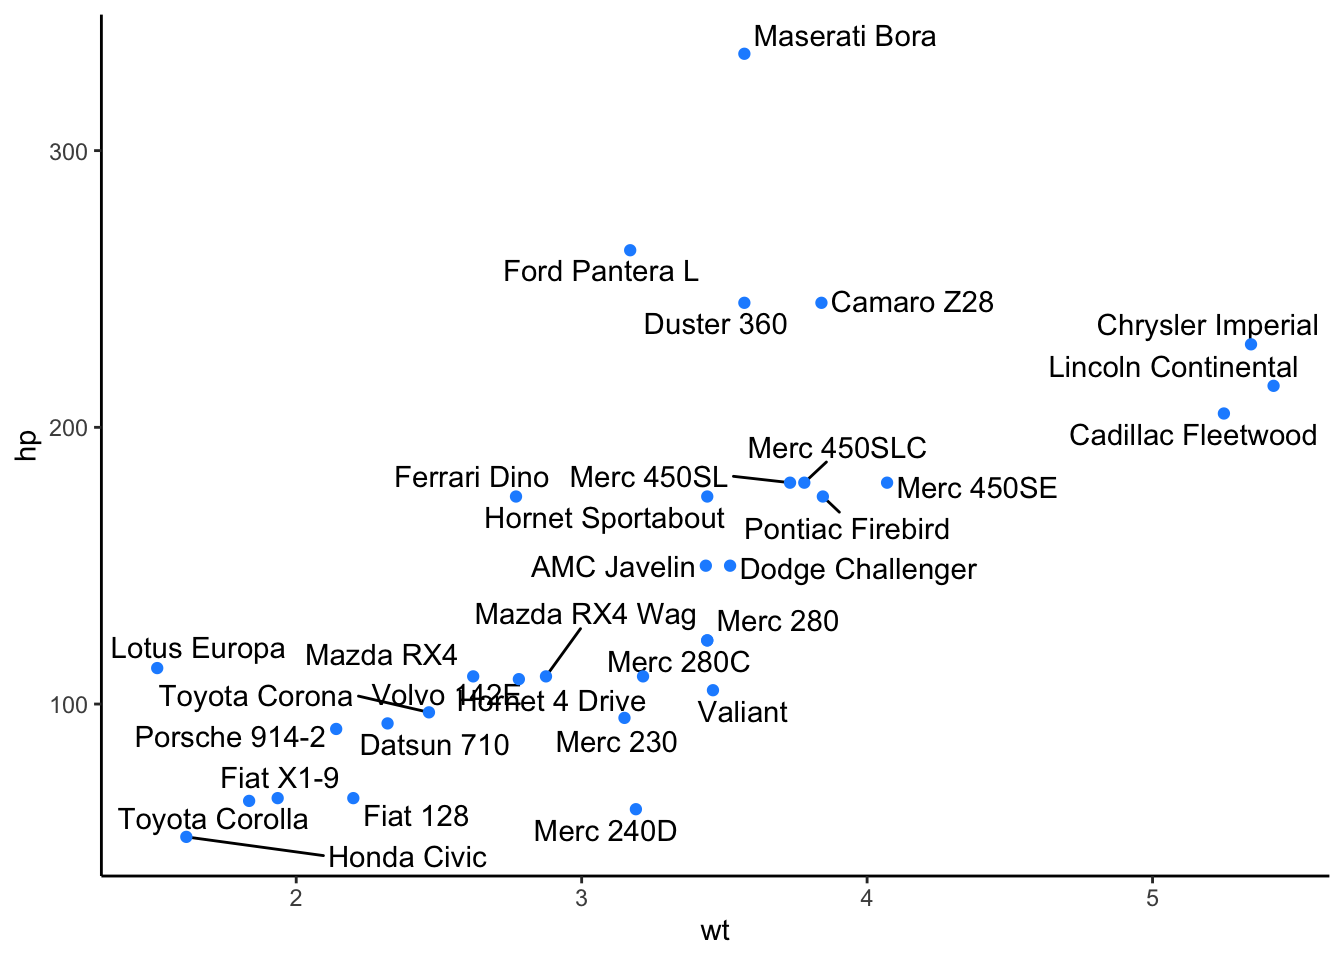 Maserati Bora
300
Ford Pantera L
Camaro Z28
Duster 360
Chrysler Imperial
Lincoln Continental
hp
200
Cadillac Fleetwood
Merc 450SLC
Ferrari Dino
Merc 450SL
Merc 450SE
Hornet Sportabout
Pontiac Firebird
AMC Javelin
Dodge Challenger
Mazda RX4 Wag
Merc 280
Lotus Europa
Mazda RX4
Merc 280C
Toyota Corona
Volvo 142E
Hornet 4 Drive
100
Valiant
Porsche 914-2
Datsun 710
Merc 230
Fiat X1-9
Toyota Corolla
Fiat 128
Merc 240D
Honda Civic
2
3
4
5
wt